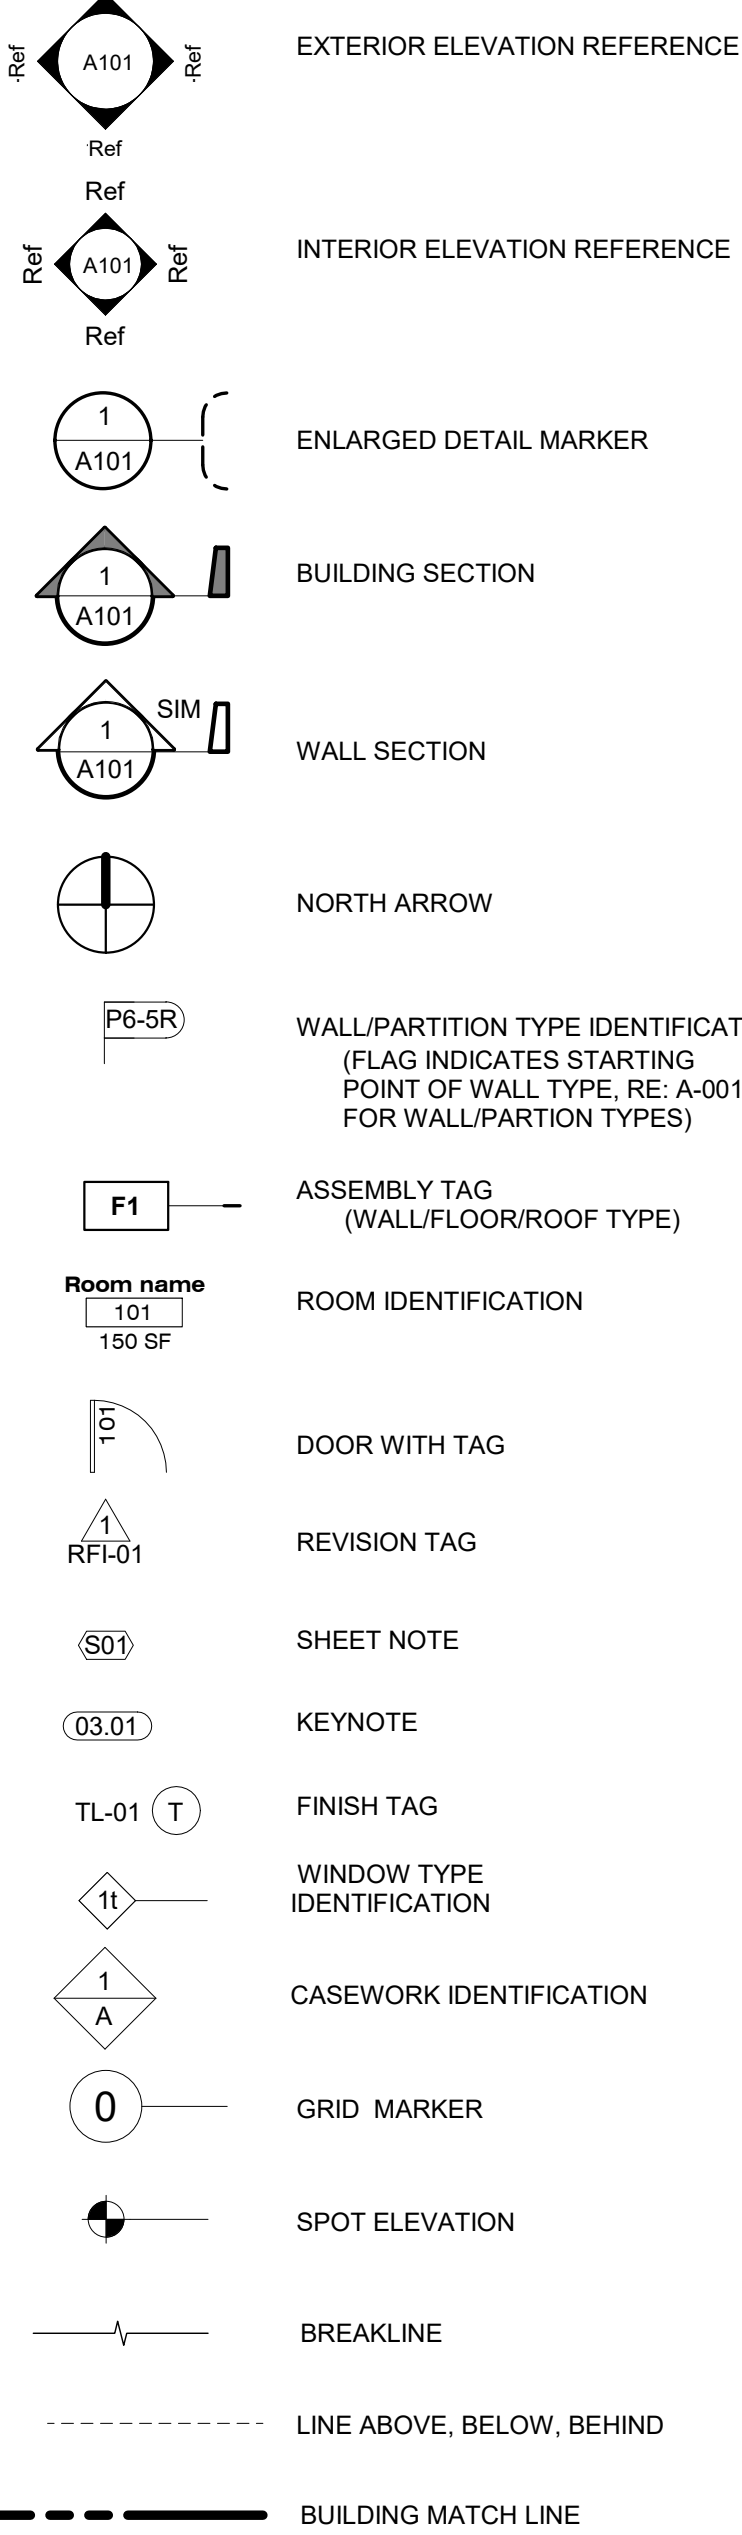 EXTERIOR ELEVATION REFERENCE
Ref
A101
Ref
Ref
Ref
INTERIOR ELEVATION REFERENCE
Ref
A101
Ref
Ref
1
A101
ENLARGED DETAIL MARKER
1
A101
BUILDING SECTION
SIM
1
A101
WALL SECTION
NORTH ARROW
P6-5R
WALL/PARTITION TYPE IDENTIFICAT
(FLAG INDICATES STARTING
POINT OF WALL TYPE, RE: A-001
FOR WALL/PARTION TYPES)
F1
ASSEMBLY TAG
(WALL/FLOOR/ROOF TYPE)
Room name
101
150 SF
ROOM IDENTIFICATION
101
DOOR WITH TAG
1
RFI-01
REVISION TAG
S01
SHEET NOTE
03.01
KEYNOTE
TL-01 T
FINISH TAG
1t
WINDOW TYPE
IDENTIFICATION
1
A
CASEWORK IDENTIFICATION
0
GRID MARKER
SPOT ELEVATION
BREAKLINE
LINE ABOVE, BELOW, BEHIND
BUILDING MATCH LINE